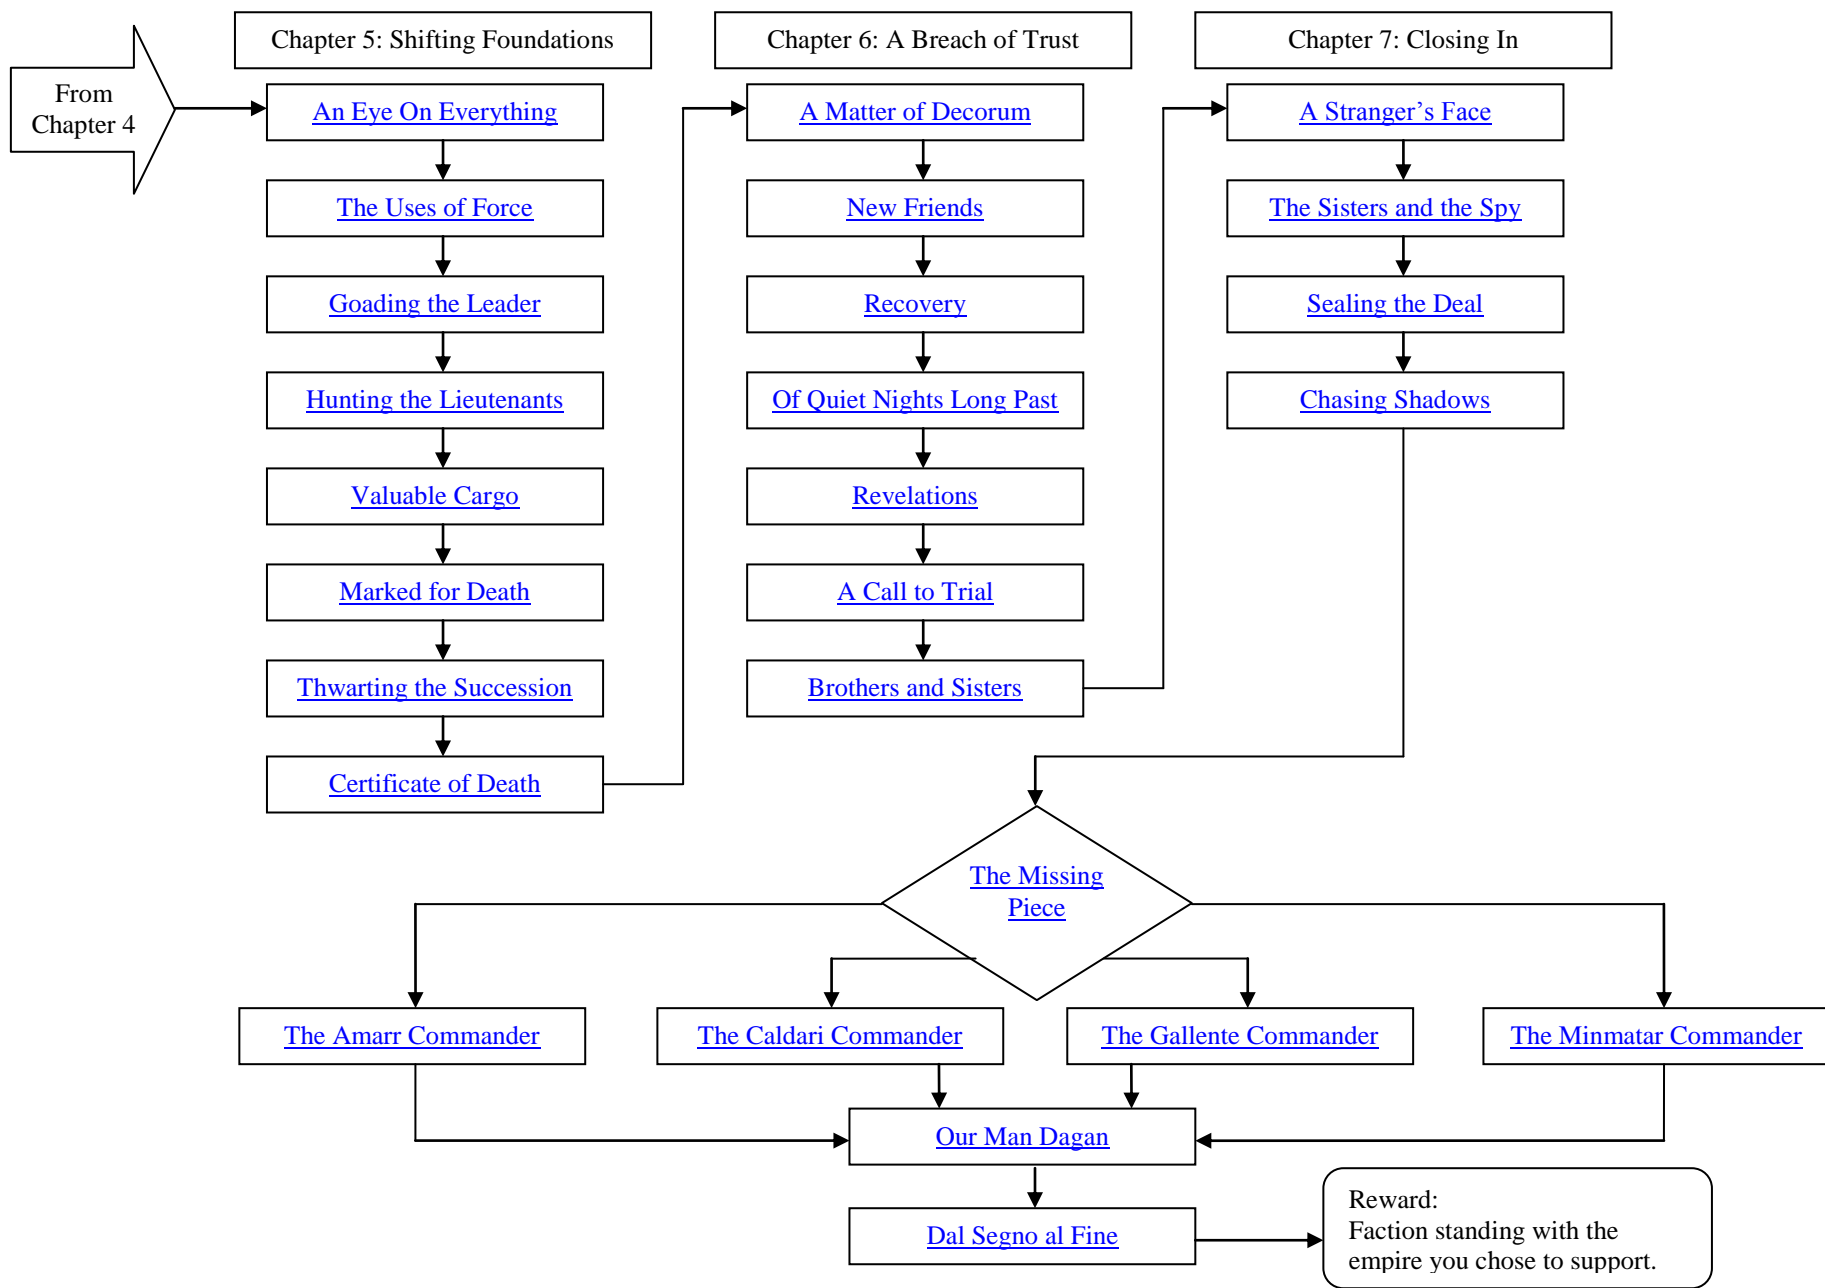 From
Chapter 4
Chapter 5: Shifting Foundations
An Eye On Everything
The Uses of Force
Goading the Leader
Hunting the Lieutenants
Valuable Cargo
Marked for Death
Thwarting the Succession
Certificate of Death
Chapter 6: A Breach of Trust
A Matter of Decorum
New Friends
Recovery
Of Quiet Nights Long Past
Revelations
A Call to Trial
Brothers and Sisters
Chapter 7: Closing In
A Stranger’s Face
The Sisters and the Spy
Sealing the Deal
Chasing Shadows
The Missing
Piece
The Amarr Commander
The Caldari Commander
The Gallente Commander
The Minmatar Commander
Our Man Dagan
Dal Segno al Fine
Reward:
Faction standing with the
empire you chose to support.